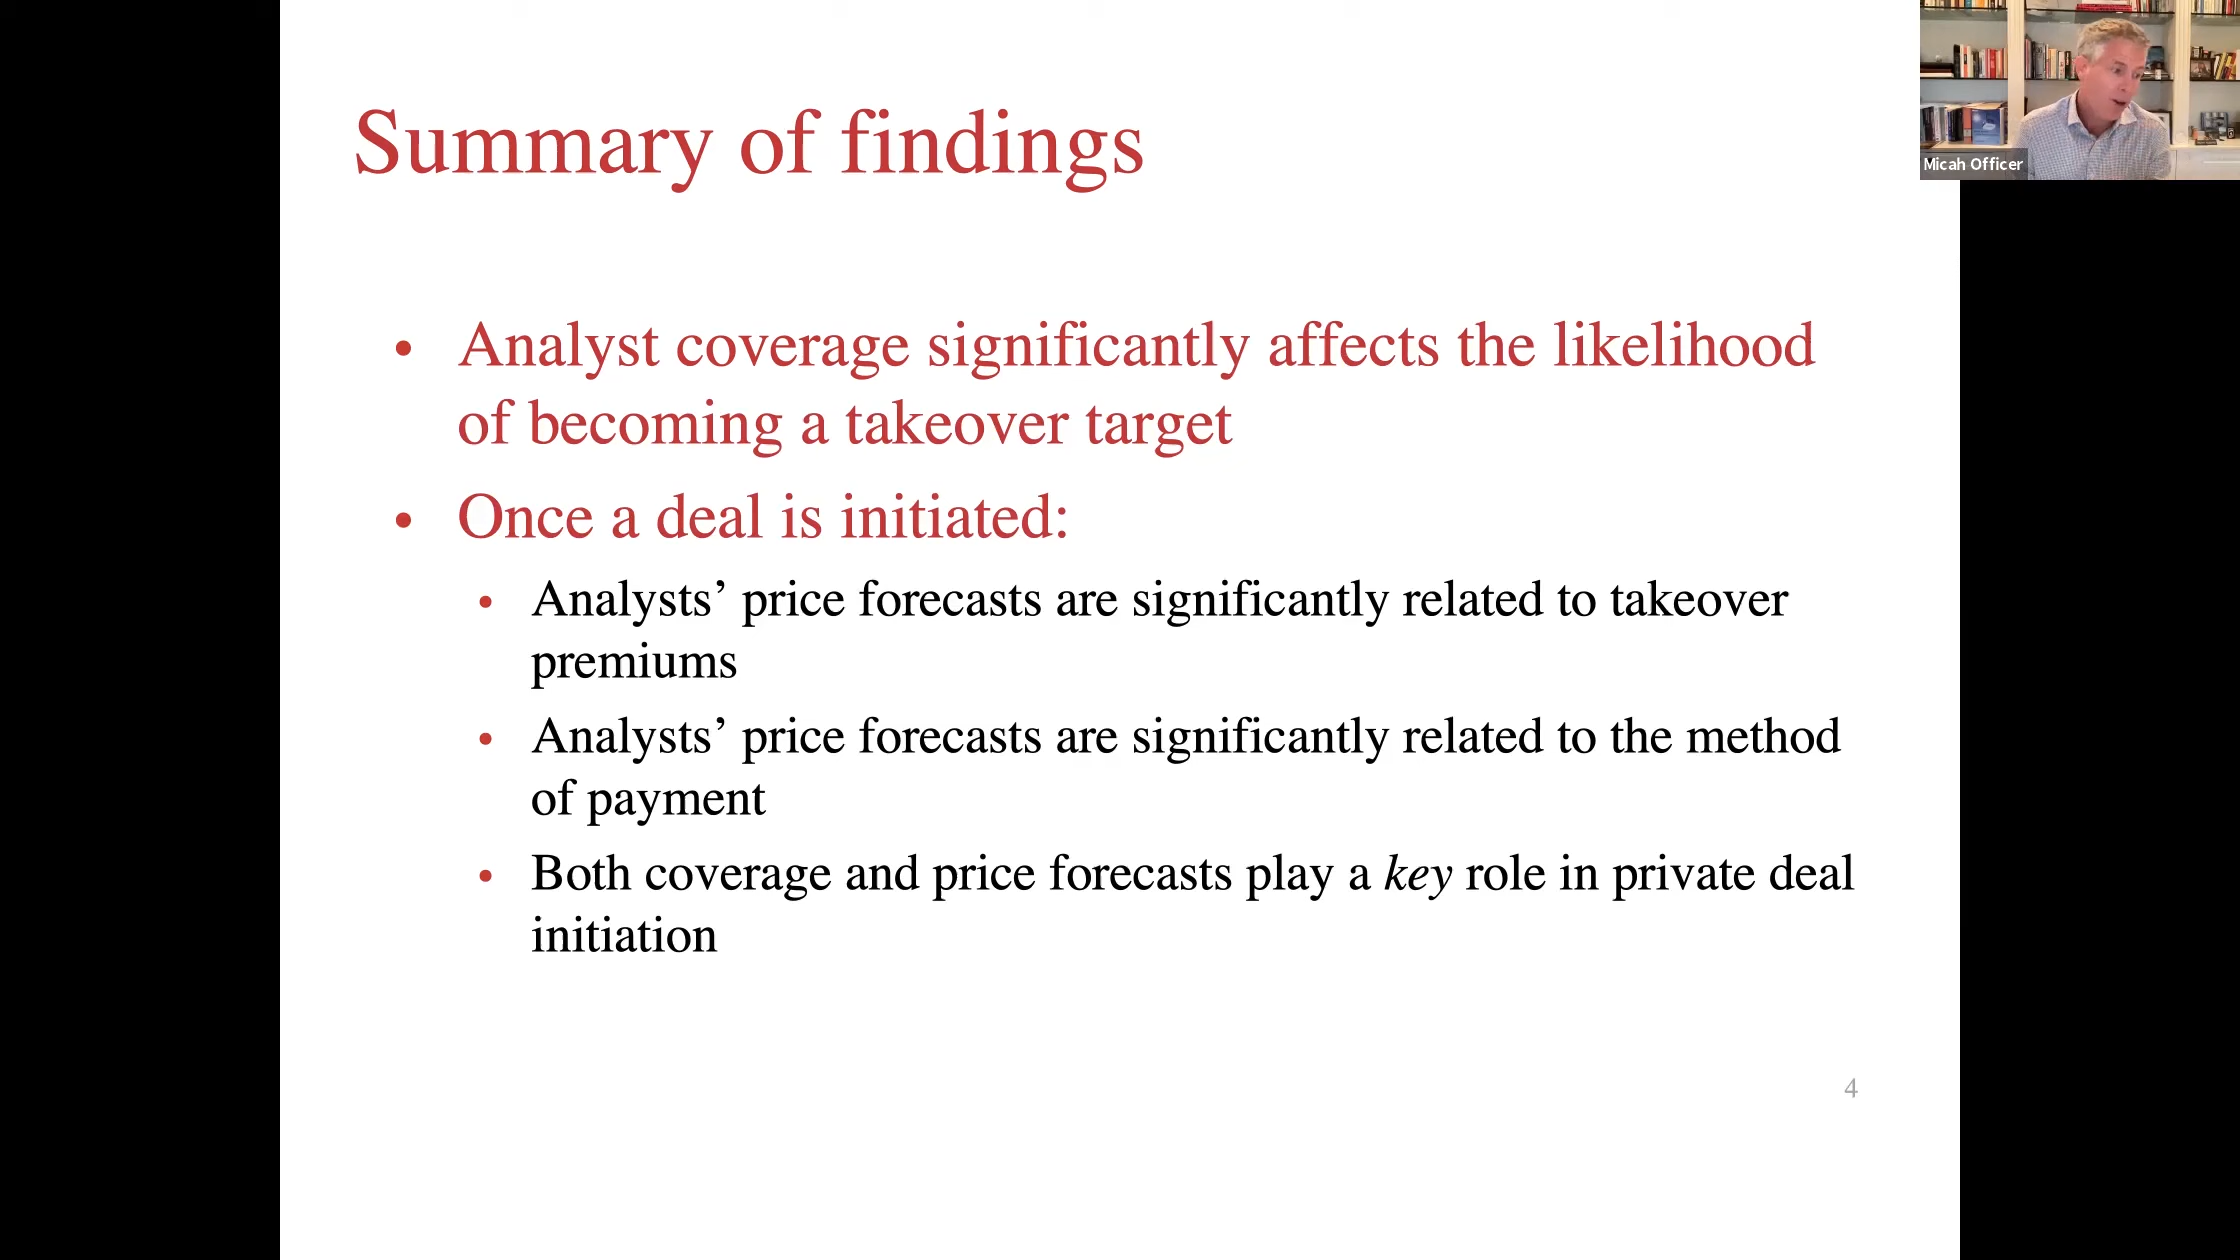 Summary of findings
Micah Officer
• Analyst coverage significantly affects the likelihood
of becoming a takeover target
• Once a deal is initiated:
• Analysts’ price forecasts are significantly related to takeover
premiums
• Analysts’ price forecasts are significantly related to the method
of payment
• Both coverage and price forecasts play a key role in private deal
initiation
4